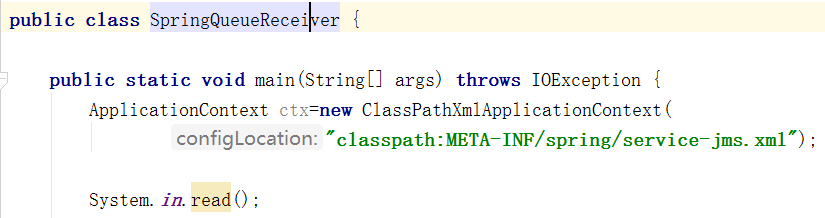 public class SpringQueueReceiver {
public static void main(String[] args) throws IOException {
ApplicationContext ctx=new ClassPathXmlApplicationContext(
configLocation: "classpath:META-INF/spring/service-jms.xml");
System.in.read();